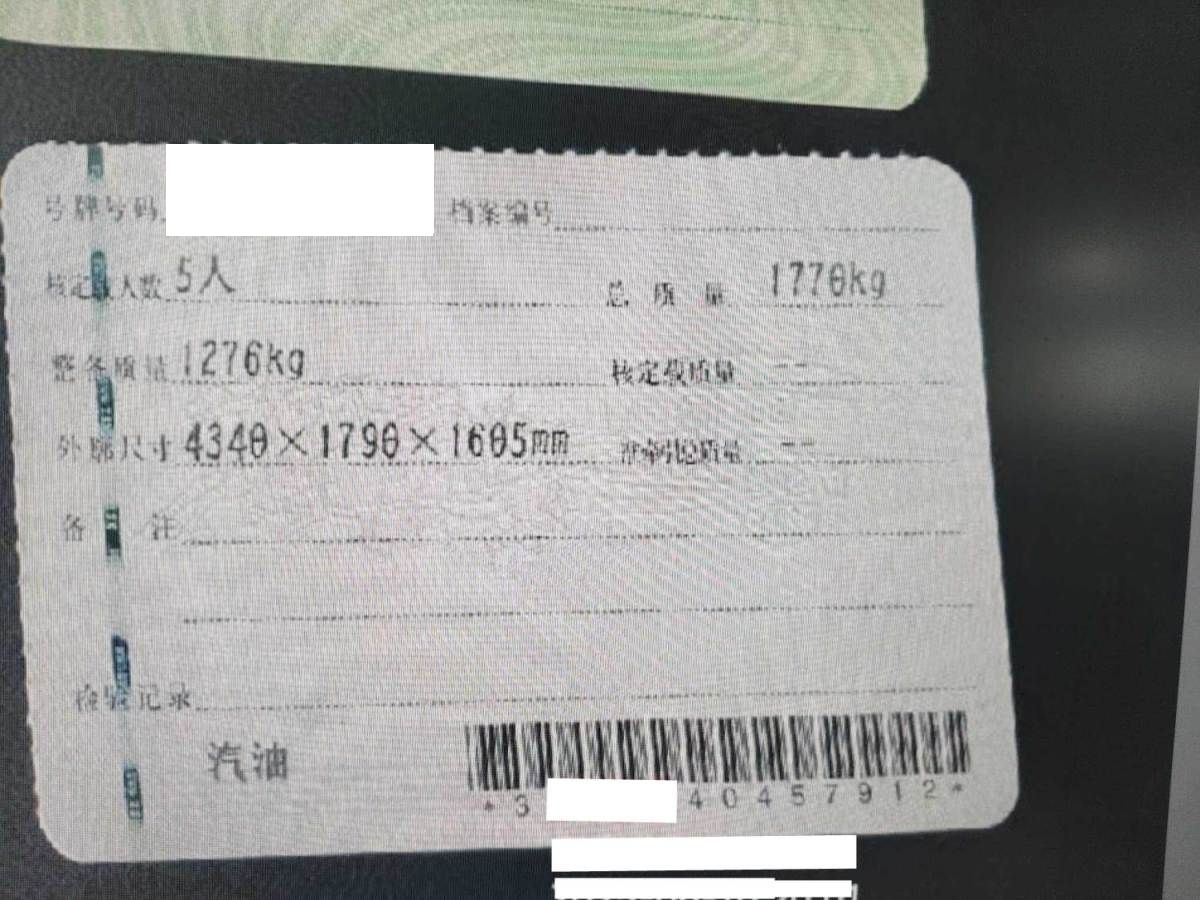 号牌号码 档案编号
核定载人数 5人 总质量 1770kg
整备质量 1276kg 核定载质量 --
外廓尺寸 4340×1790×1605mm 准牵引总质量 --
备注
检验记录
汽油
*3 40457912*